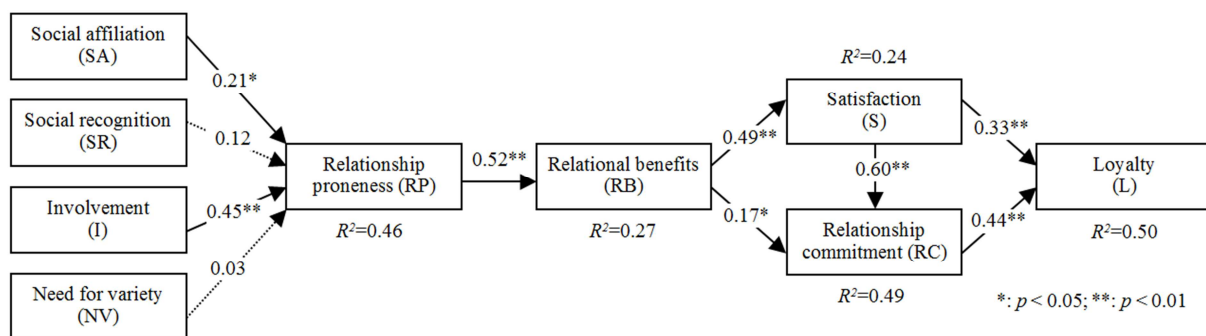 Social affiliation
(SA)
0.21*
Social recognition
(SR)
0.12
Involvement
(I)
0.45**
Need for variety
(NV)
0.03
Relationship
proneness (RP)
R²=0.46
0.52**
Relational benefits
(RB)
R²=0.27
0.49**
0.17*
R²=0.24
Satisfaction
(S)
0.60**
Relationship
commitment (RC)
R²=0.49
0.33**
0.44**
Loyalty
(L)
R²=0.50
*: p < 0.05; **: p < 0.01